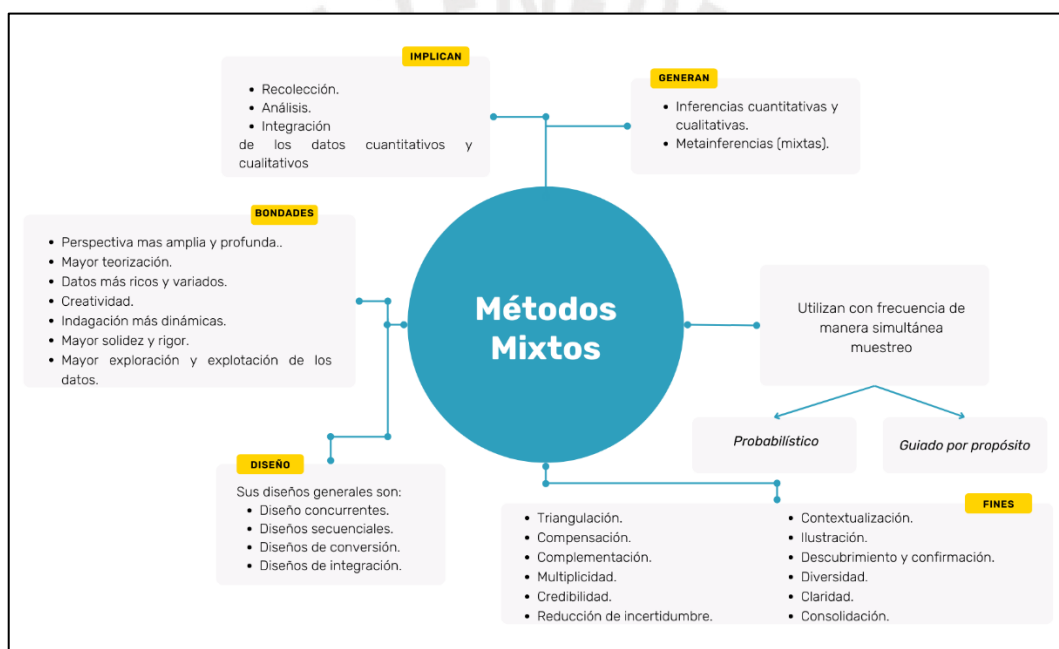 IMPLICAN
• Recolección.
• Análisis.
• Integración
de los datos cuantitativos y
cualitativos
GENERAN
• Inferencias cuantitativas y
cualitativas.
• Metainferencias (mixtas).
BONDADES
• Perspectiva mas amplia y profunda..
• Mayor teorización.
• Datos más ricos y variados.
• Creatividad.
• Indagación más dinámicas.
• Mayor solidez y rigor.
• Mayor exploración y explotación de los
datos.
Métodos
Mixtos
Utilizan con frecuencia de
manera simultánea
muestreo
Probabilístico
Guiado por propósito
DISEÑO
Sus diseños generales son:
• Diseño concurrentes.
• Diseños secuenciales.
• Diseños de conversión.
• Diseños de integración.
FINES
• Triangulación.
• Compensación.
• Complementación.
• Multiplicidad.
• Credibilidad.
• Reducción de incertidumbre.
• Contextualización.
• Ilustración.
• Descubrimiento y confirmación.
• Diversidad.
• Claridad.
• Consolidación.